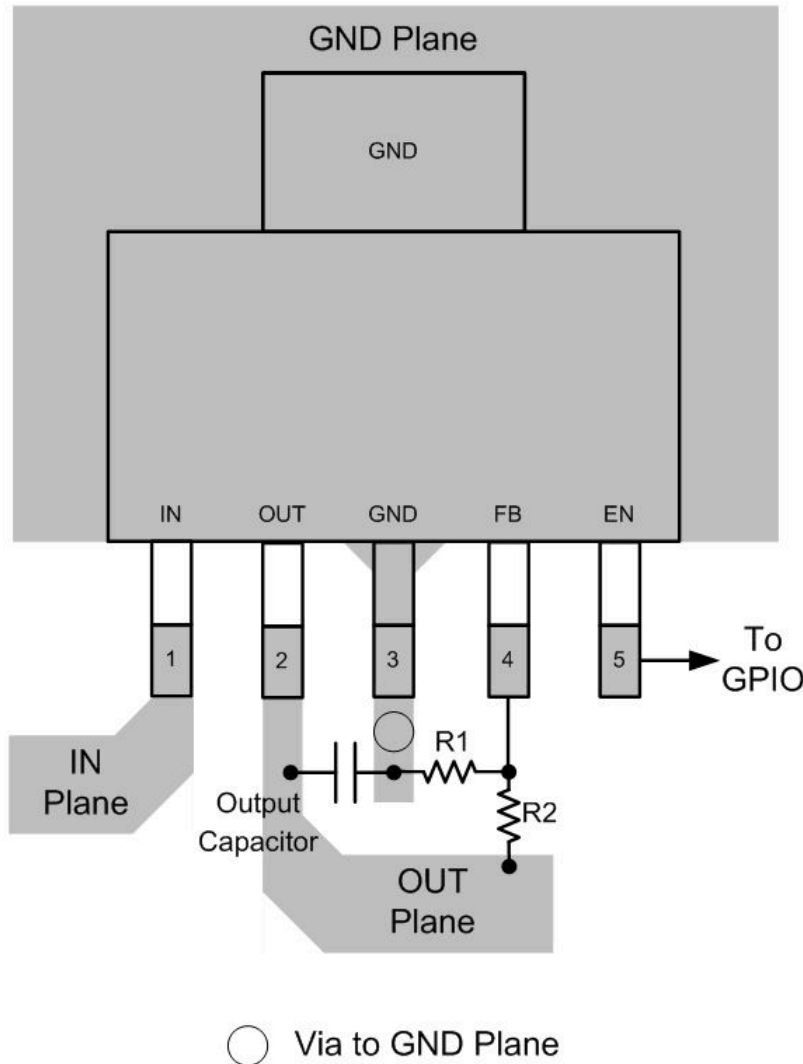 GND Plane
GND
IN OUT GND FB EN
1 2 3 4 5
To
GPIO
R1
IN
Plane
Output
Capacitor
R2
OUT
Plane
Via to GND Plane